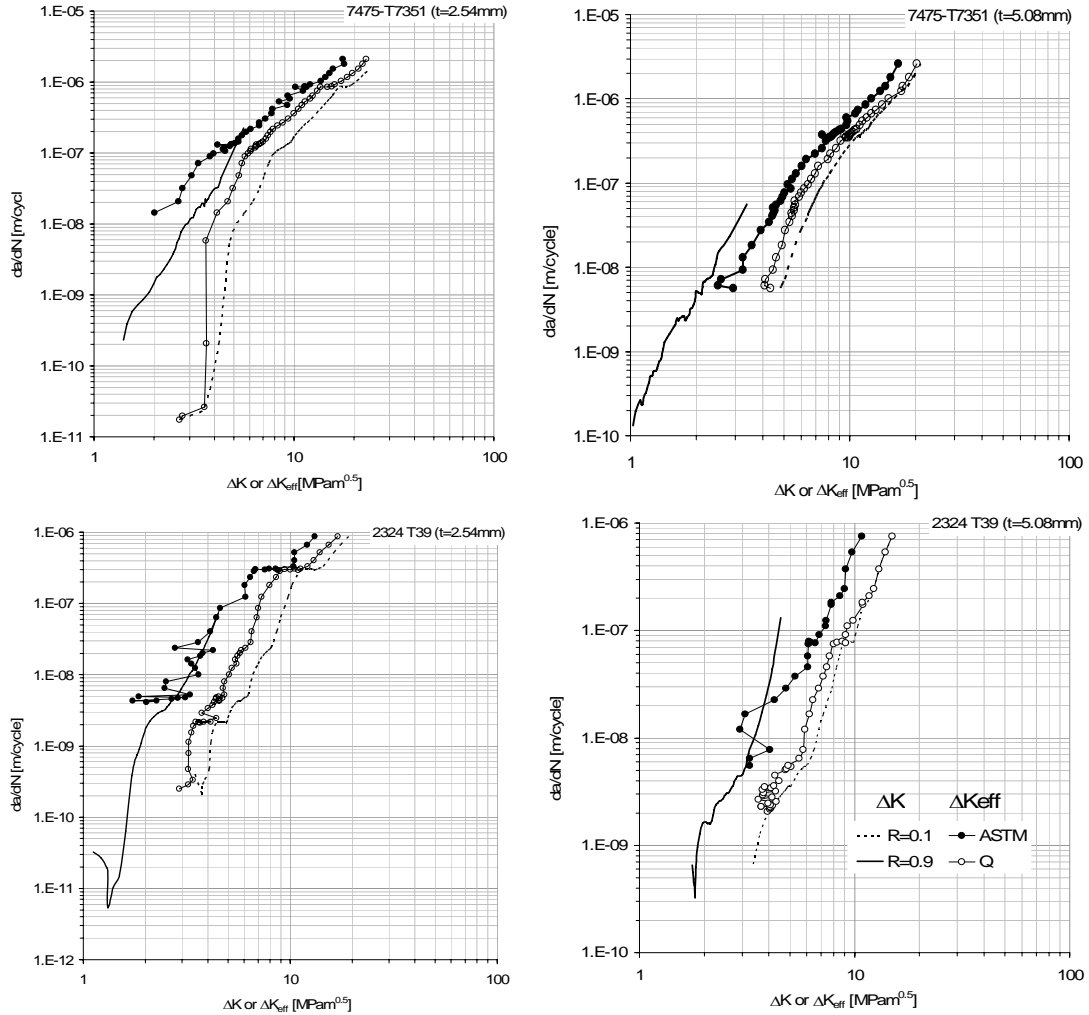 7475-T7351 (t=2.54mm)
1.E-05
1.E-06
1.E-07
1.E-08
1.E-09
1.E-10
1.E-11
da/dN [m/cycl
1
10
100
ΔK or ΔKeff[MPam0.5]
7475-T7351 (t=5.08mm)
1.E-05
1.E-06
1.E-07
1.E-08
1.E-09
1.E-10
da/dN [m/cycle]
1
10
100
ΔK or ΔKeff [MPam0.5]
2324 T39 (t=2.54mm)
1.E-06
1.E-07
1.E-08
1.E-09
1.E-10
1.E-11
1.E-12
da/dN [m/cycle]
1
10
100
ΔK or ΔKeff [MPam0.5]
2324 T39 (t=5.08mm)
1.E-06
1.E-07
1.E-08
1.E-09
1.E-10
da/dN [m/cycle]
ΔK ΔKeff
R=0.1 ASTM
R=0.9 Q
1
10
100
ΔK or ΔKeff [MPam0.5]